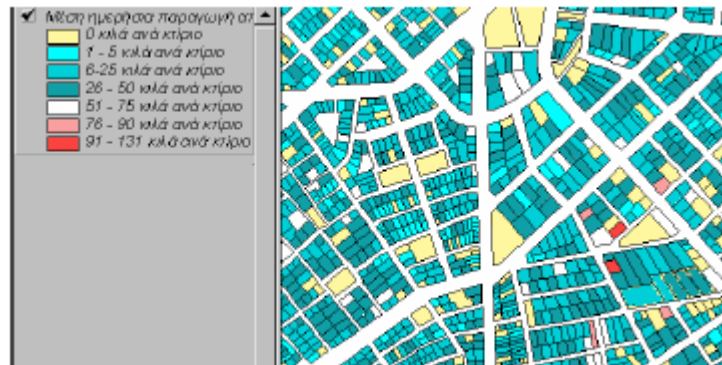 Μέση ημερήσια παραγωγή απ
0 κιλά ανά κτίριο
1 - 5 κιλά ανά κτίριο
6-25 κιλά ανά κτίριο
26 - 50 κιλά ανά κτίριο
51 - 75 κιλά ανά κτίριο
76 - 90 κιλά ανά κτίριο
91 - 131 κιλά ανά κτίριο